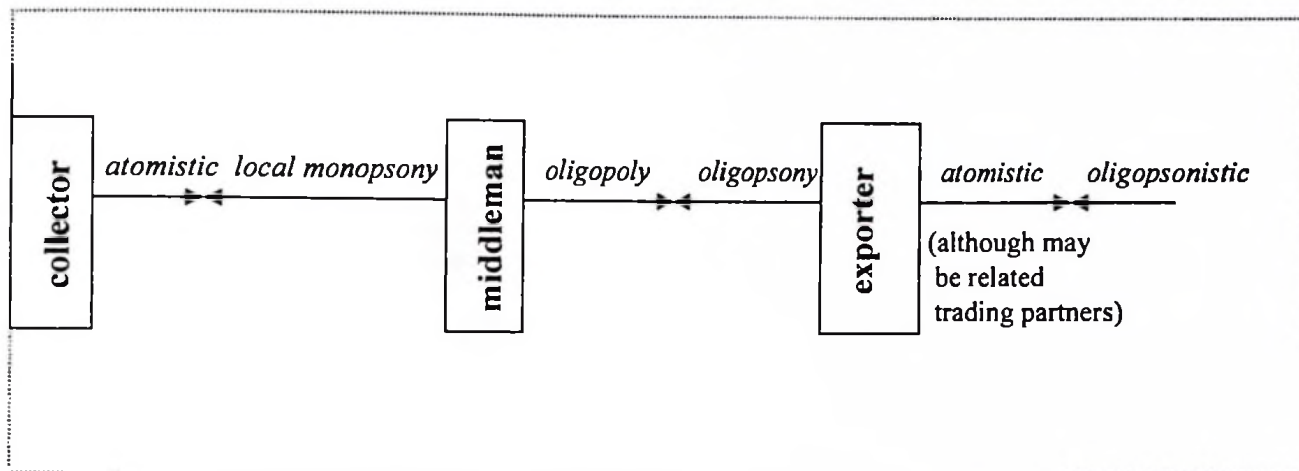 collector
atomistic local monopsony
middleman
oligopoly oligopsony
exporter
atomistic oligopsonistic
(although may
be related
trading partners)